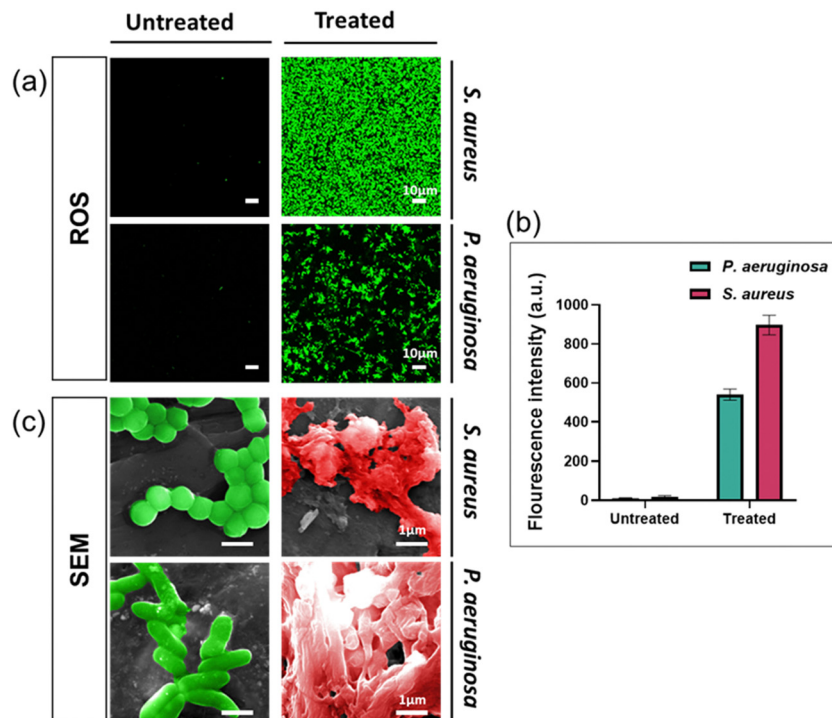 Untreated Treated
(a)
ROS
S. aureus
10μm
P. aeruginosa
10μm
(b)
P. aeruginosa
S. aureus
Flourescence intensity (a.u.)
1000
800
600
400
200
0
Untreated Treated
(c)
SEM
S. aureus
1μm
P. aeruginosa
1μm